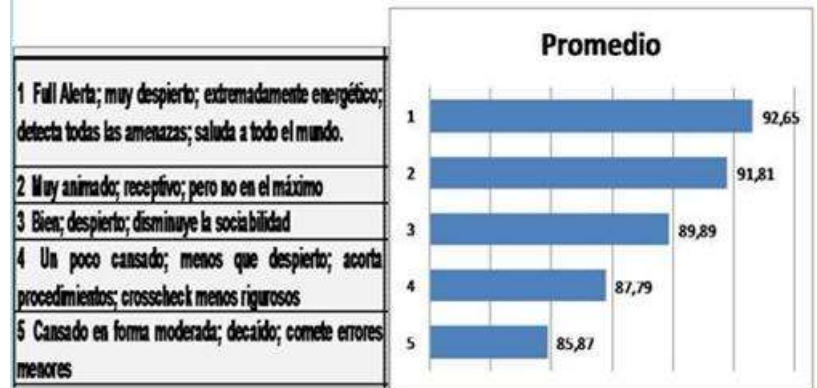 1 Full Alerta; muy despierto; extremadamente energético;
detecta todas las amenazas; saluda a todo el mundo.
2 Muy animado; receptivo; pero no en el máximo
3 Bien; despierto; disminuye la sociabilidad
4 Un poco cansado; menos que despierto; acorta
procedimientos; crosscheck menos rigurosos
5 Cansado en forma moderada; decaido; comete errores
menores
Promedio
1 92,65
2 91,81
3 89,89
4 87,79
5 85,87